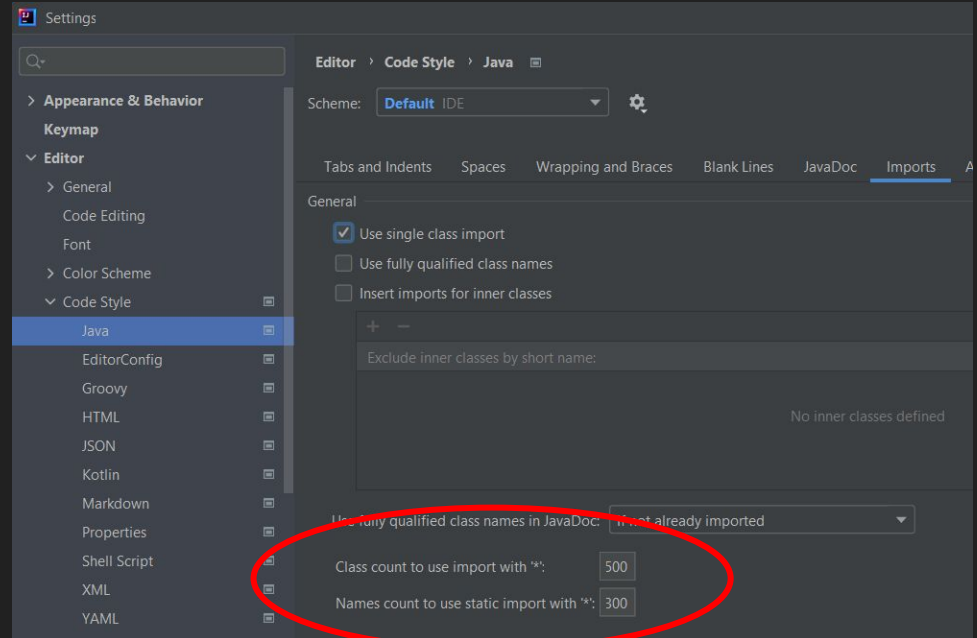 Settings
Editor › Code Style › Java
Scheme: Default IDE
Appearance & Behavior
Keymap
Editor
General
Code Editing
Font
Color Scheme
Code Style
Java
EditorConfig
Groovy
HTML
JSON
Kotlin
Markdown
Properties
Shell Script
XML
YAML
Tabs and Indents Spaces Wrapping and Braces Blank Lines JavaDoc Imports A
General
Use single class import
Use fully qualified class names
Insert imports for inner classes
Exclude inner classes by short name:
No inner classes defined
Use fully qualified class names in JavaDoc: If not already imported
Class count to use import with '*': 500
Names count to use static import with '*': 300